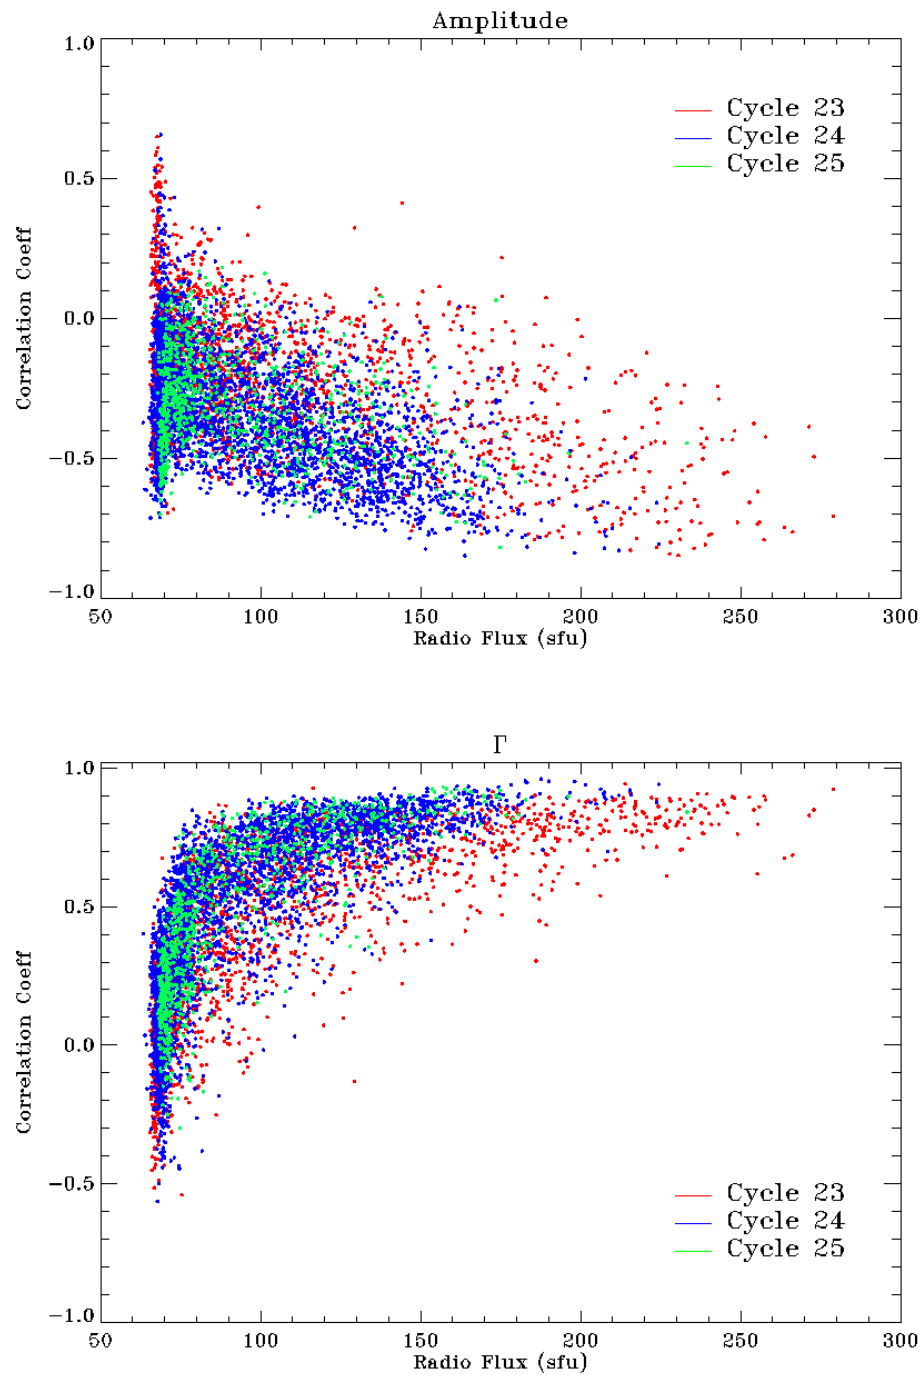 Amplitude
1.0
0.5
0.0
−0.5
−1.0
Correlation Coeff
Cycle 23
Cycle 24
Cycle 25
50 100 150 200 250 300
Radio Flux (sfu)
Γ
1.0
0.5
0.0
−0.5
−1.0
Correlation Coeff
Cycle 23
Cycle 24
Cycle 25
50 100 150 200 250 300
Radio Flux (sfu)